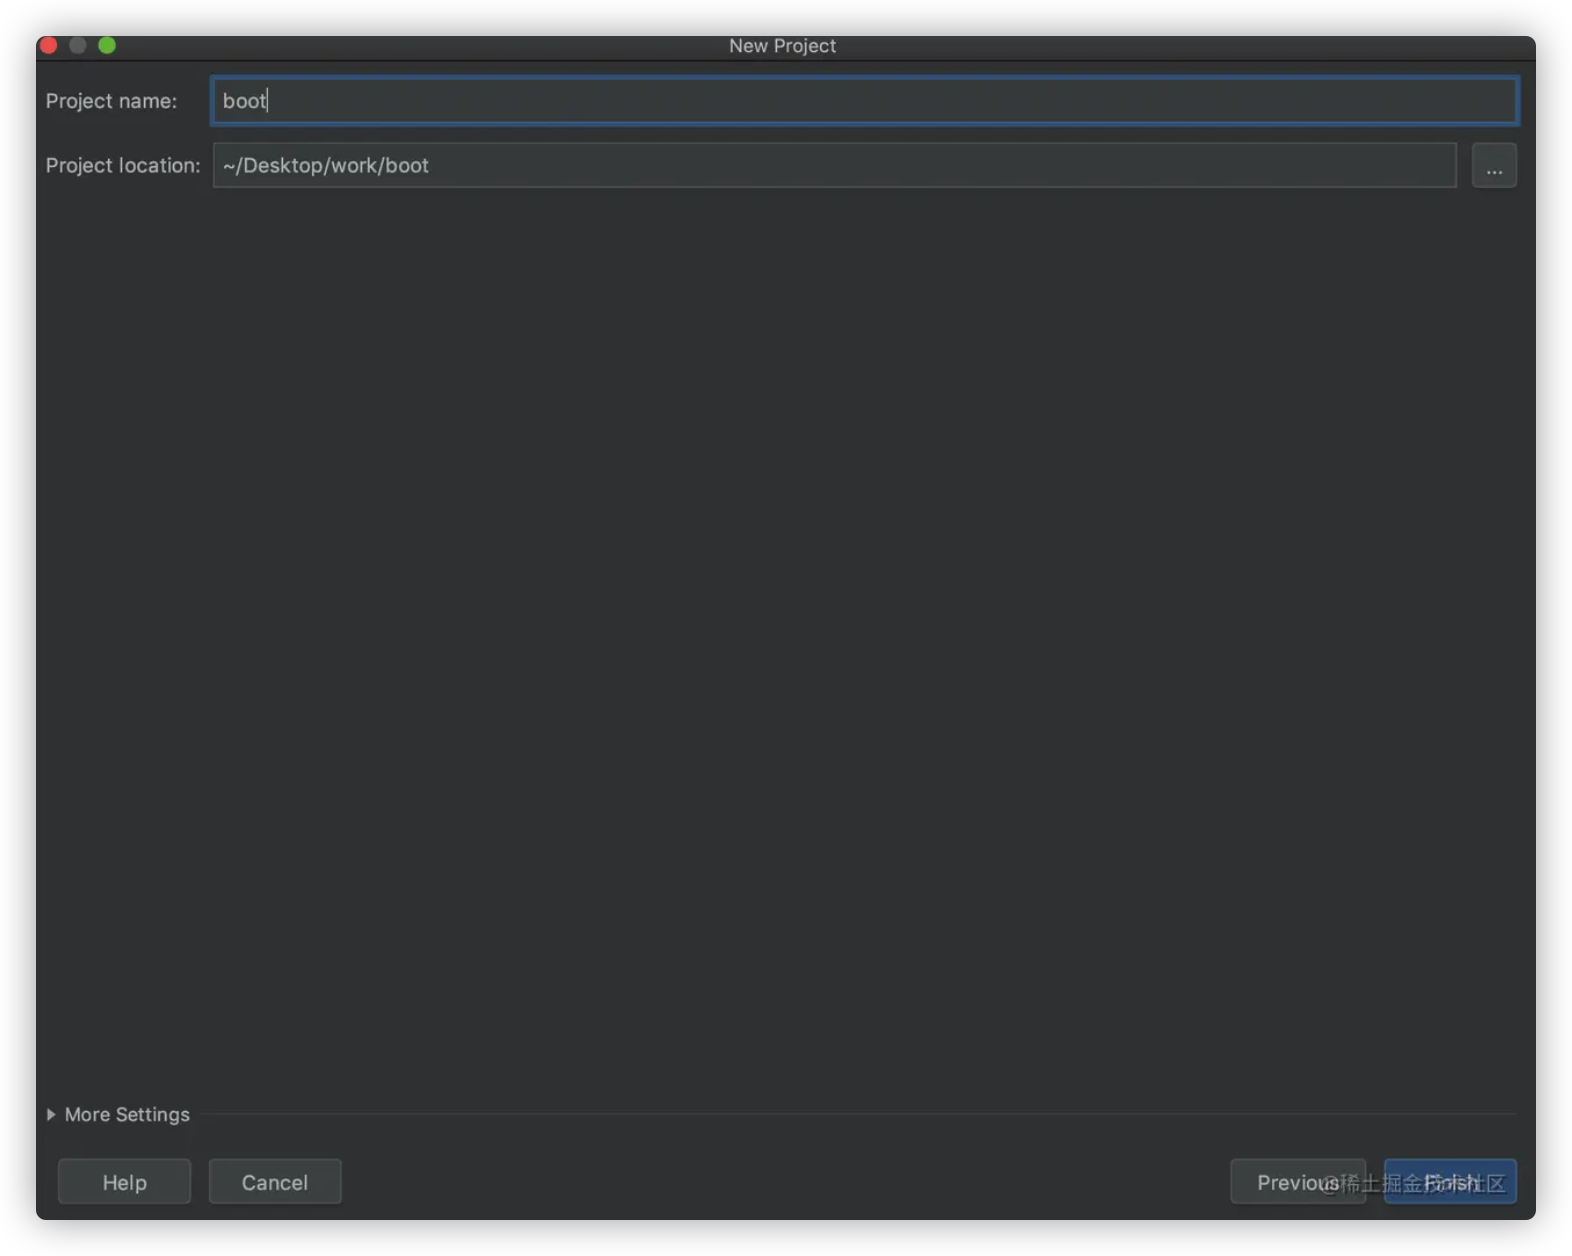 New Project
Project name: boot
Project location: ~/Desktop/work/boot ...
More Settings
Help Cancel Previous Finish
@稀土掘金技术社区